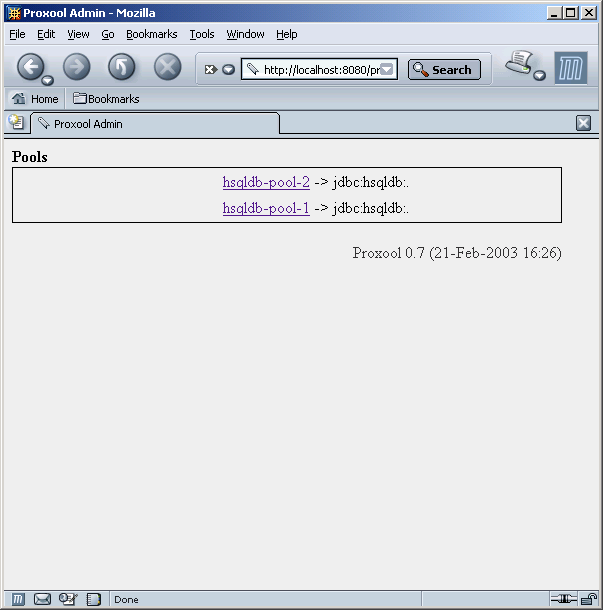 Proxool Admin - Mozilla
File Edit View Go Bookmarks Tools Window Help
http://localhost:8080/pr Search
Home Bookmarks
Proxool Admin
Pools
hsqldb-pool-2 -> jdbc:hsqldb:.
hsqldb-pool-1 -> jdbc:hsqldb:.
Proxool 0.7 (21-Feb-2003 16:26)
Done